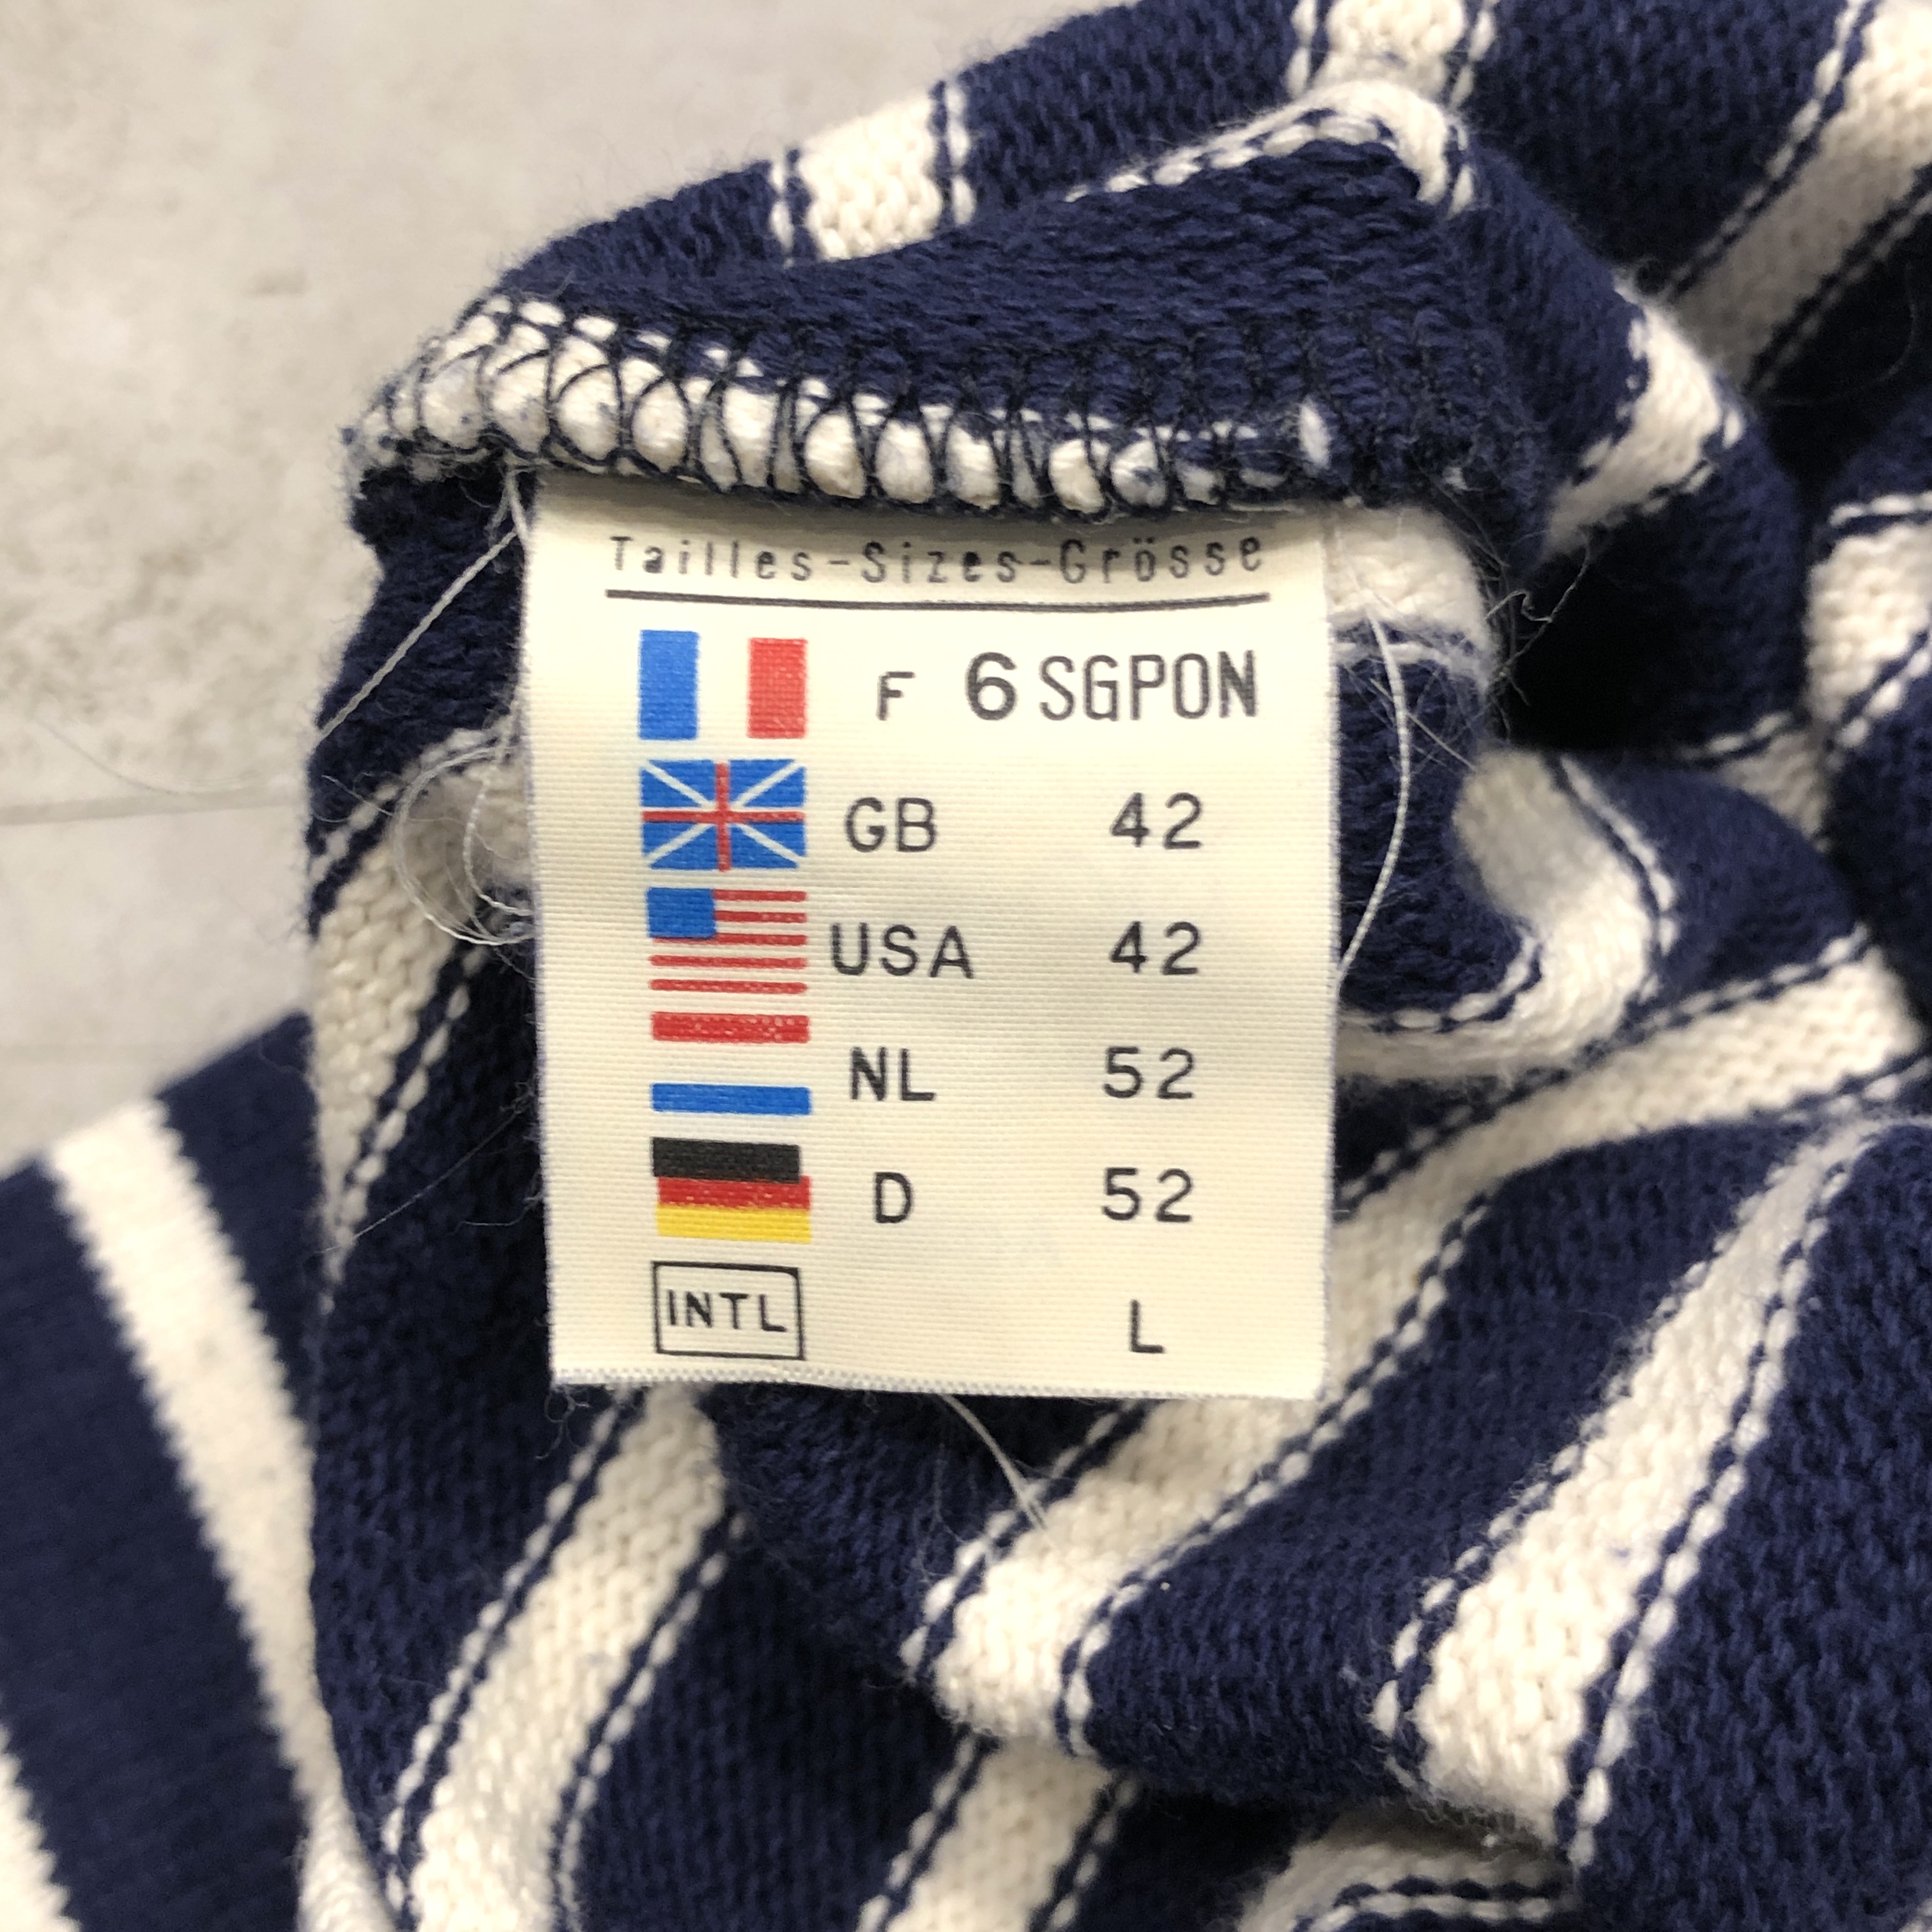 Tailles-Sizes-Grösse
F 6 SGPON
GB 42
USA 42
NL 52
D 52
INTL L